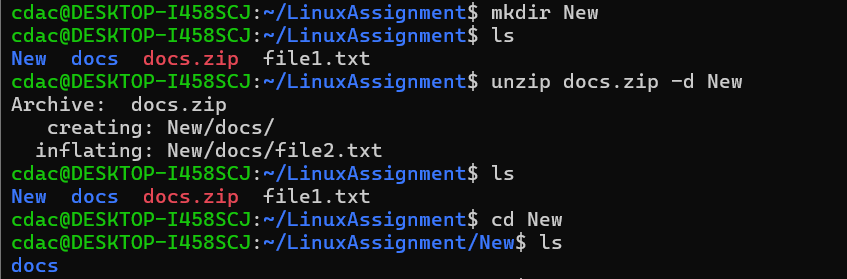 cdac@DESKTOP-I458SCJ:~/LinuxAssignment$ mkdir New
cdac@DESKTOP-I458SCJ:~/LinuxAssignment$ ls
New  docs  docs.zip  file1.txt
cdac@DESKTOP-I458SCJ:~/LinuxAssignment$ unzip docs.zip -d New
Archive:  docs.zip
   creating: New/docs/
  inflating: New/docs/file2.txt
cdac@DESKTOP-I458SCJ:~/LinuxAssignment$ ls
New  docs  docs.zip  file1.txt
cdac@DESKTOP-I458SCJ:~/LinuxAssignment$ cd New
cdac@DESKTOP-I458SCJ:~/LinuxAssignment/New$ ls
docs